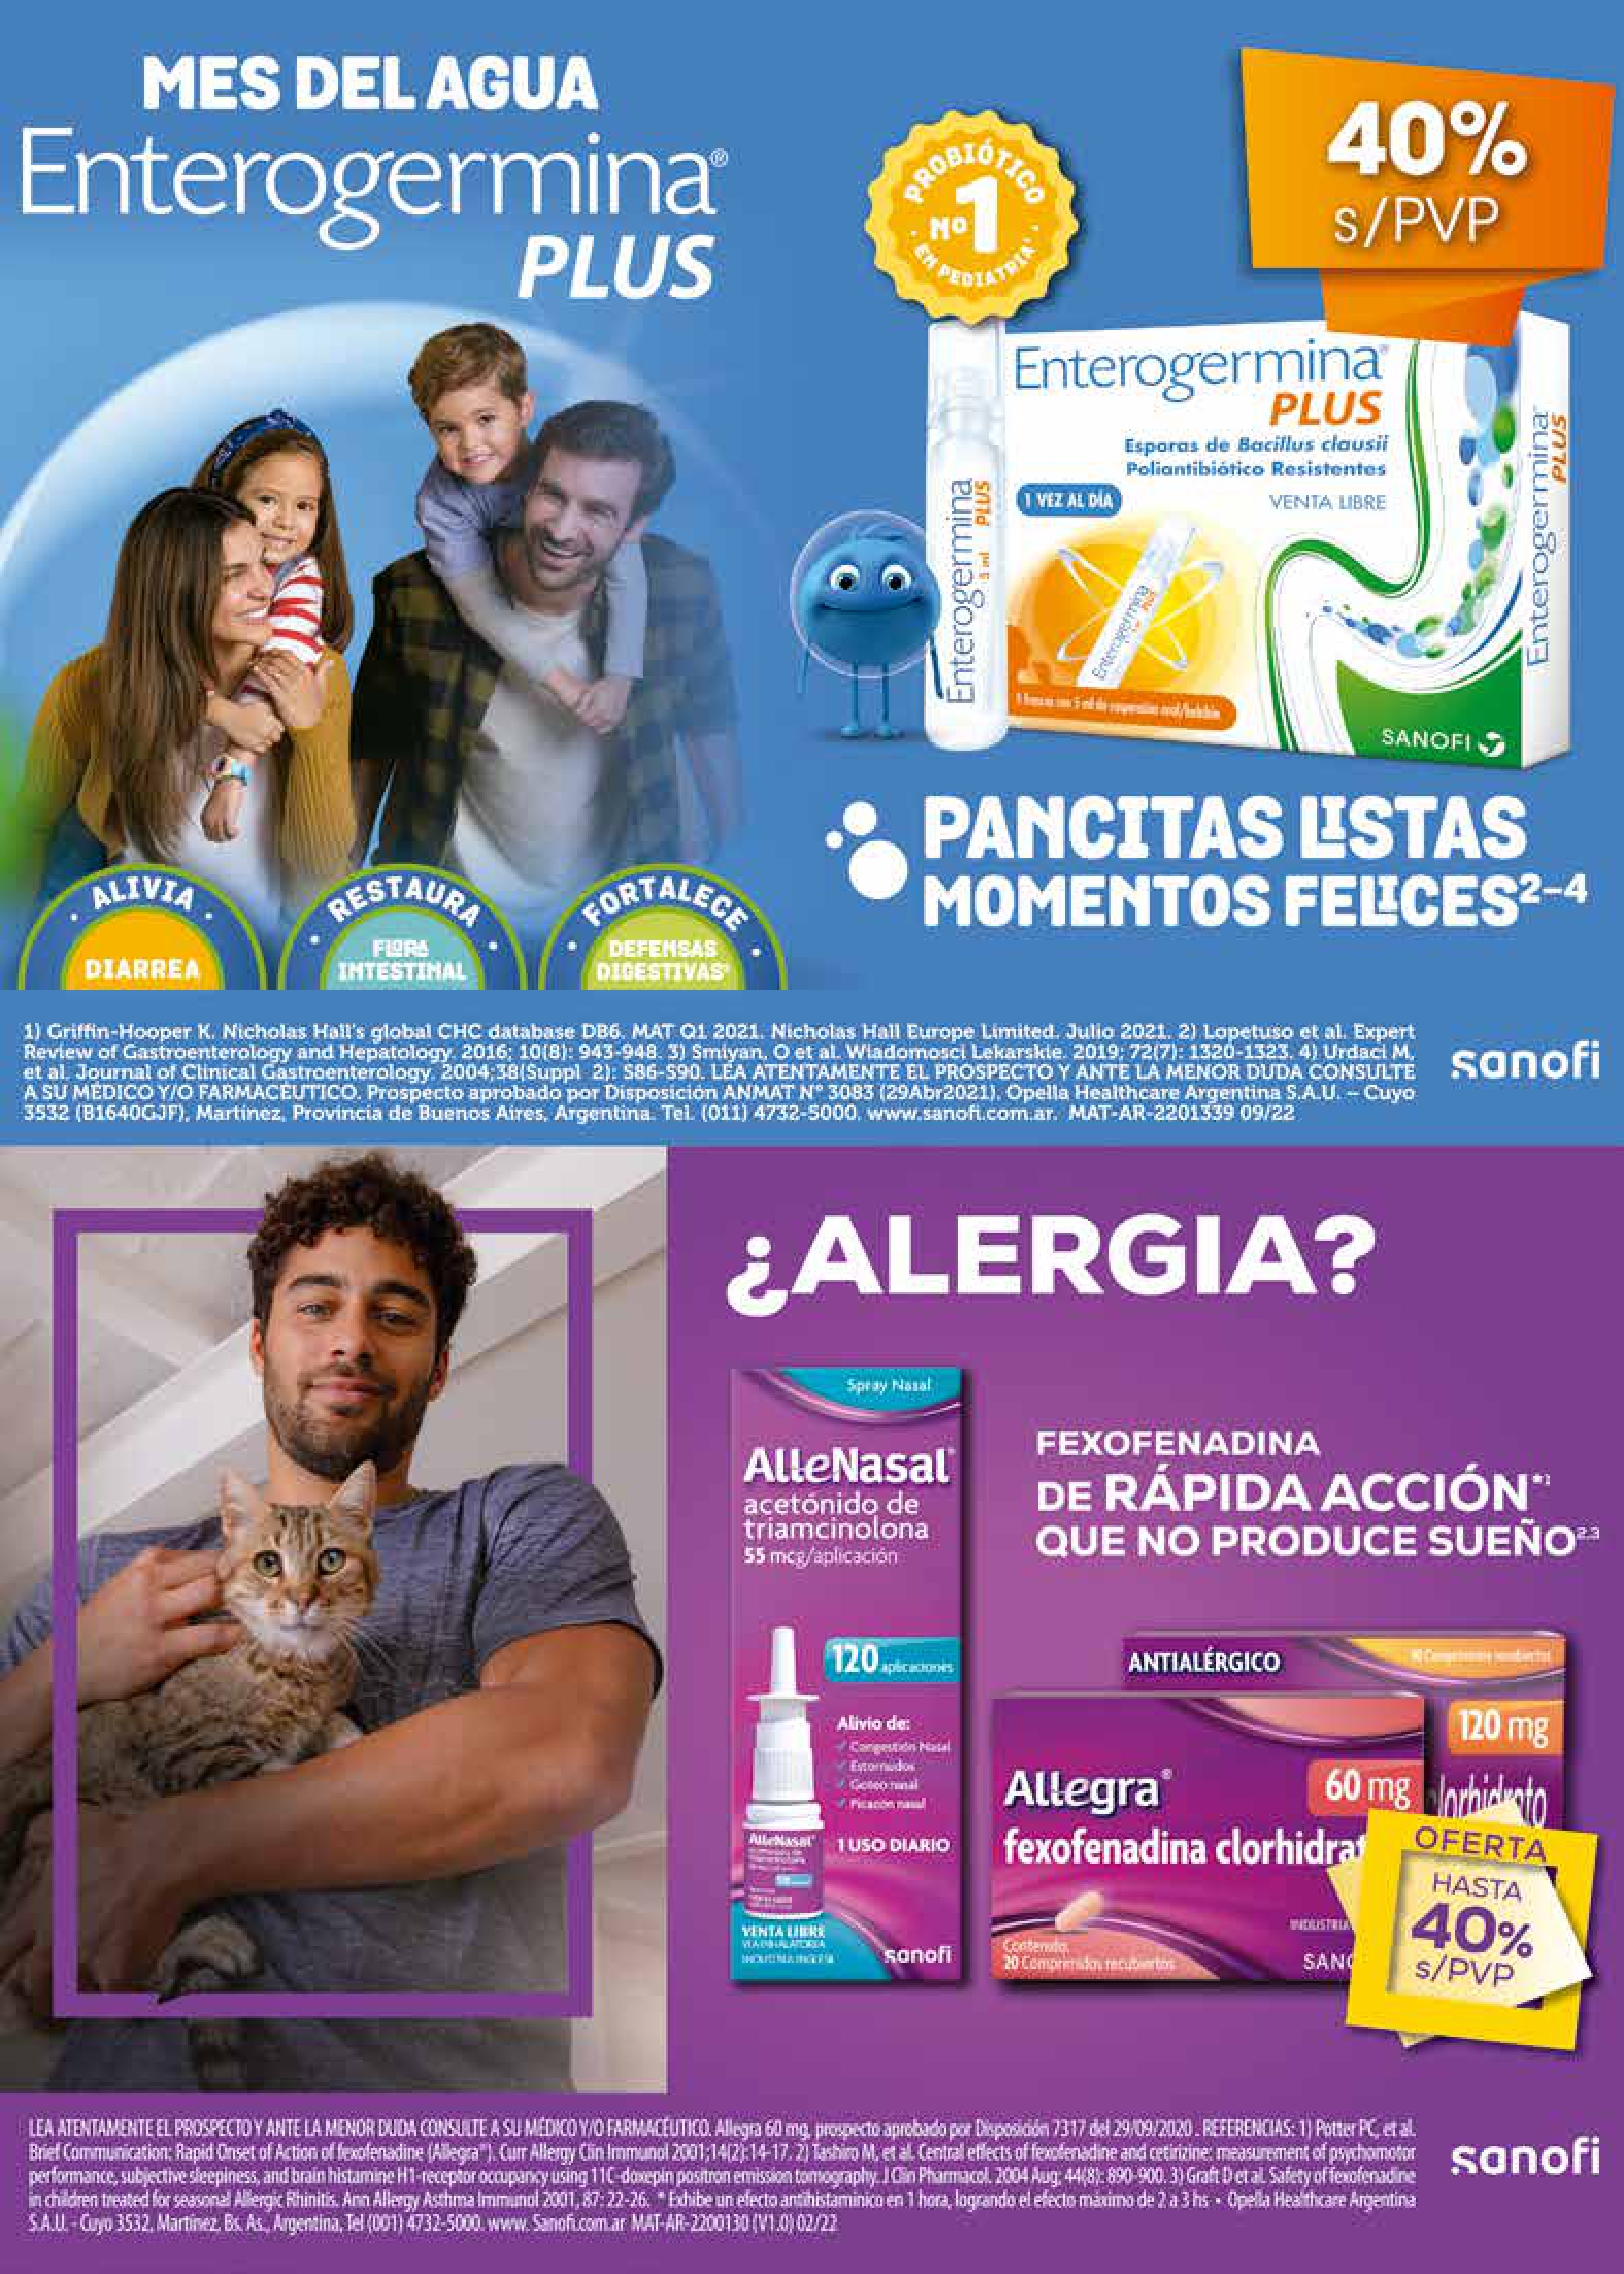 MES DEL AGUA
Enterogermina®
PLUS
PROBIÓTICO
Nº1
EN PEDIATRIA¹
40%
s/PVP
Enterogermina®
PLUS
Esporas de Bacillus clausii
Poliantibiótico Resistentes
1 VEZ AL DÍA
VENTA LIBRE
Enterogermina
PLUS
5 ml
Enterogermina
PLUS
Enterogermina
SANOFI
Enterogermina
PLUS
PANCITAS LISTAS
MOMENTOS FELICES²⁻⁴
ALIVIA
DIARREA
RESTAURA
FLORA
INTESTINAL
FORTALECE
DEFENSAS
DIGESTIVAS
1) Griffin-Hooper K. Nicholas Hall's global CHC database DB6. MAT Q1 2021. Nicholas Hall Europe Limited. Julio 2021. 2) Lopetuso et al. Expert
Review of Gastroenterology and Hepatology. 2016; 10(8): 943-948. 3) Smiyan, O et al. Wiadomosci Lekarskie. 2019; 72(7): 1320-1323. 4) Urdaci M,
et al. Journal of Clinical Gastroenterology. 2004;38(Suppl 2): S86-S90. LEA ATENTAMENTE EL PROSPECTO Y ANTE LA MENOR DUDA CONSULTE
A SU MÉDICO Y/O FARMACÉUTICO. Prospecto aprobado por Disposición ANMAT N° 3083 (29Abr2021). Opella Healthcare Argentina S.A.U. – Cuyo
3532 (B1640GJF), Martínez, Provincia de Buenos Aires, Argentina. Tel. (011) 4732-5000. www.sanofi.com.ar. MAT-AR-2201339 09/22
sanofi
¿ALERGIA?
Spray Nasal
AlleNasal®
acetónido de
triamcinolona
55 mcg/aplicación
120 aplicaciones
Alivio de:
Congestión Nasal
Estornudos
Goteo nasal
Picazón nasal
1 USO DIARIO
AlleNasal
VENTA LIBRE
VIA INHALATORIA
INDUSTRIA INGLESA
sanofi
FEXOFENADINA
DE RÁPIDA ACCIÓN*¹
QUE NO PRODUCE SUEÑO²·³
ANTIALÉRGICO
120 mg
lorhidrato
Allegra®
60 mg
fexofenadina clorhidrat
INDUSTRIA
Contenido:
20 Comprimidos recubiertos
SANO
OFERTA
HASTA
40%
s/PVP
LEA ATENTAMENTE EL PROSPECTO Y ANTE LA MENOR DUDA CONSULTE A SU MÉDICO Y/O FARMACÉUTICO. Allegra 60 mg, prospecto aprobado por Disposición 7317 del 29/09/2020 . REFERENCIAS: 1) Potter PC, et al.
Brief Communication: Rapid Onset of Action of fexofenadine (Allegra®). Curr Allergy Clin Immunol 2001;14(2):14-17. 2) Tashiro M, et al. Central effects of fexofenadine and cetirizine: measurement of psychomotor
performance, subjective sleepiness, and brain histamine H1-receptor occupancy using 11C-doxepin positron emission tomography. J Clin Pharmacol. 2004 Aug; 44(8): 890-900. 3) Graft D et al. Safety of fexofenadine
in children treated for seasonal Allergic Rhinitis. Ann Allergy Asthma Immunol 2001, 87: 22-26. * Exhibe un efecto antihistamínico en 1 hora, logrando el efecto máximo de 2 a 3 hs • Opella Healthcare Argentina
S.A.U. - Cuyo 3532, Martínez, Bs. As., Argentina, Tel (001) 4732-5000. www. Sanofi.com.ar MAT-AR-2200130 (V1.0) 02/22
sanofi